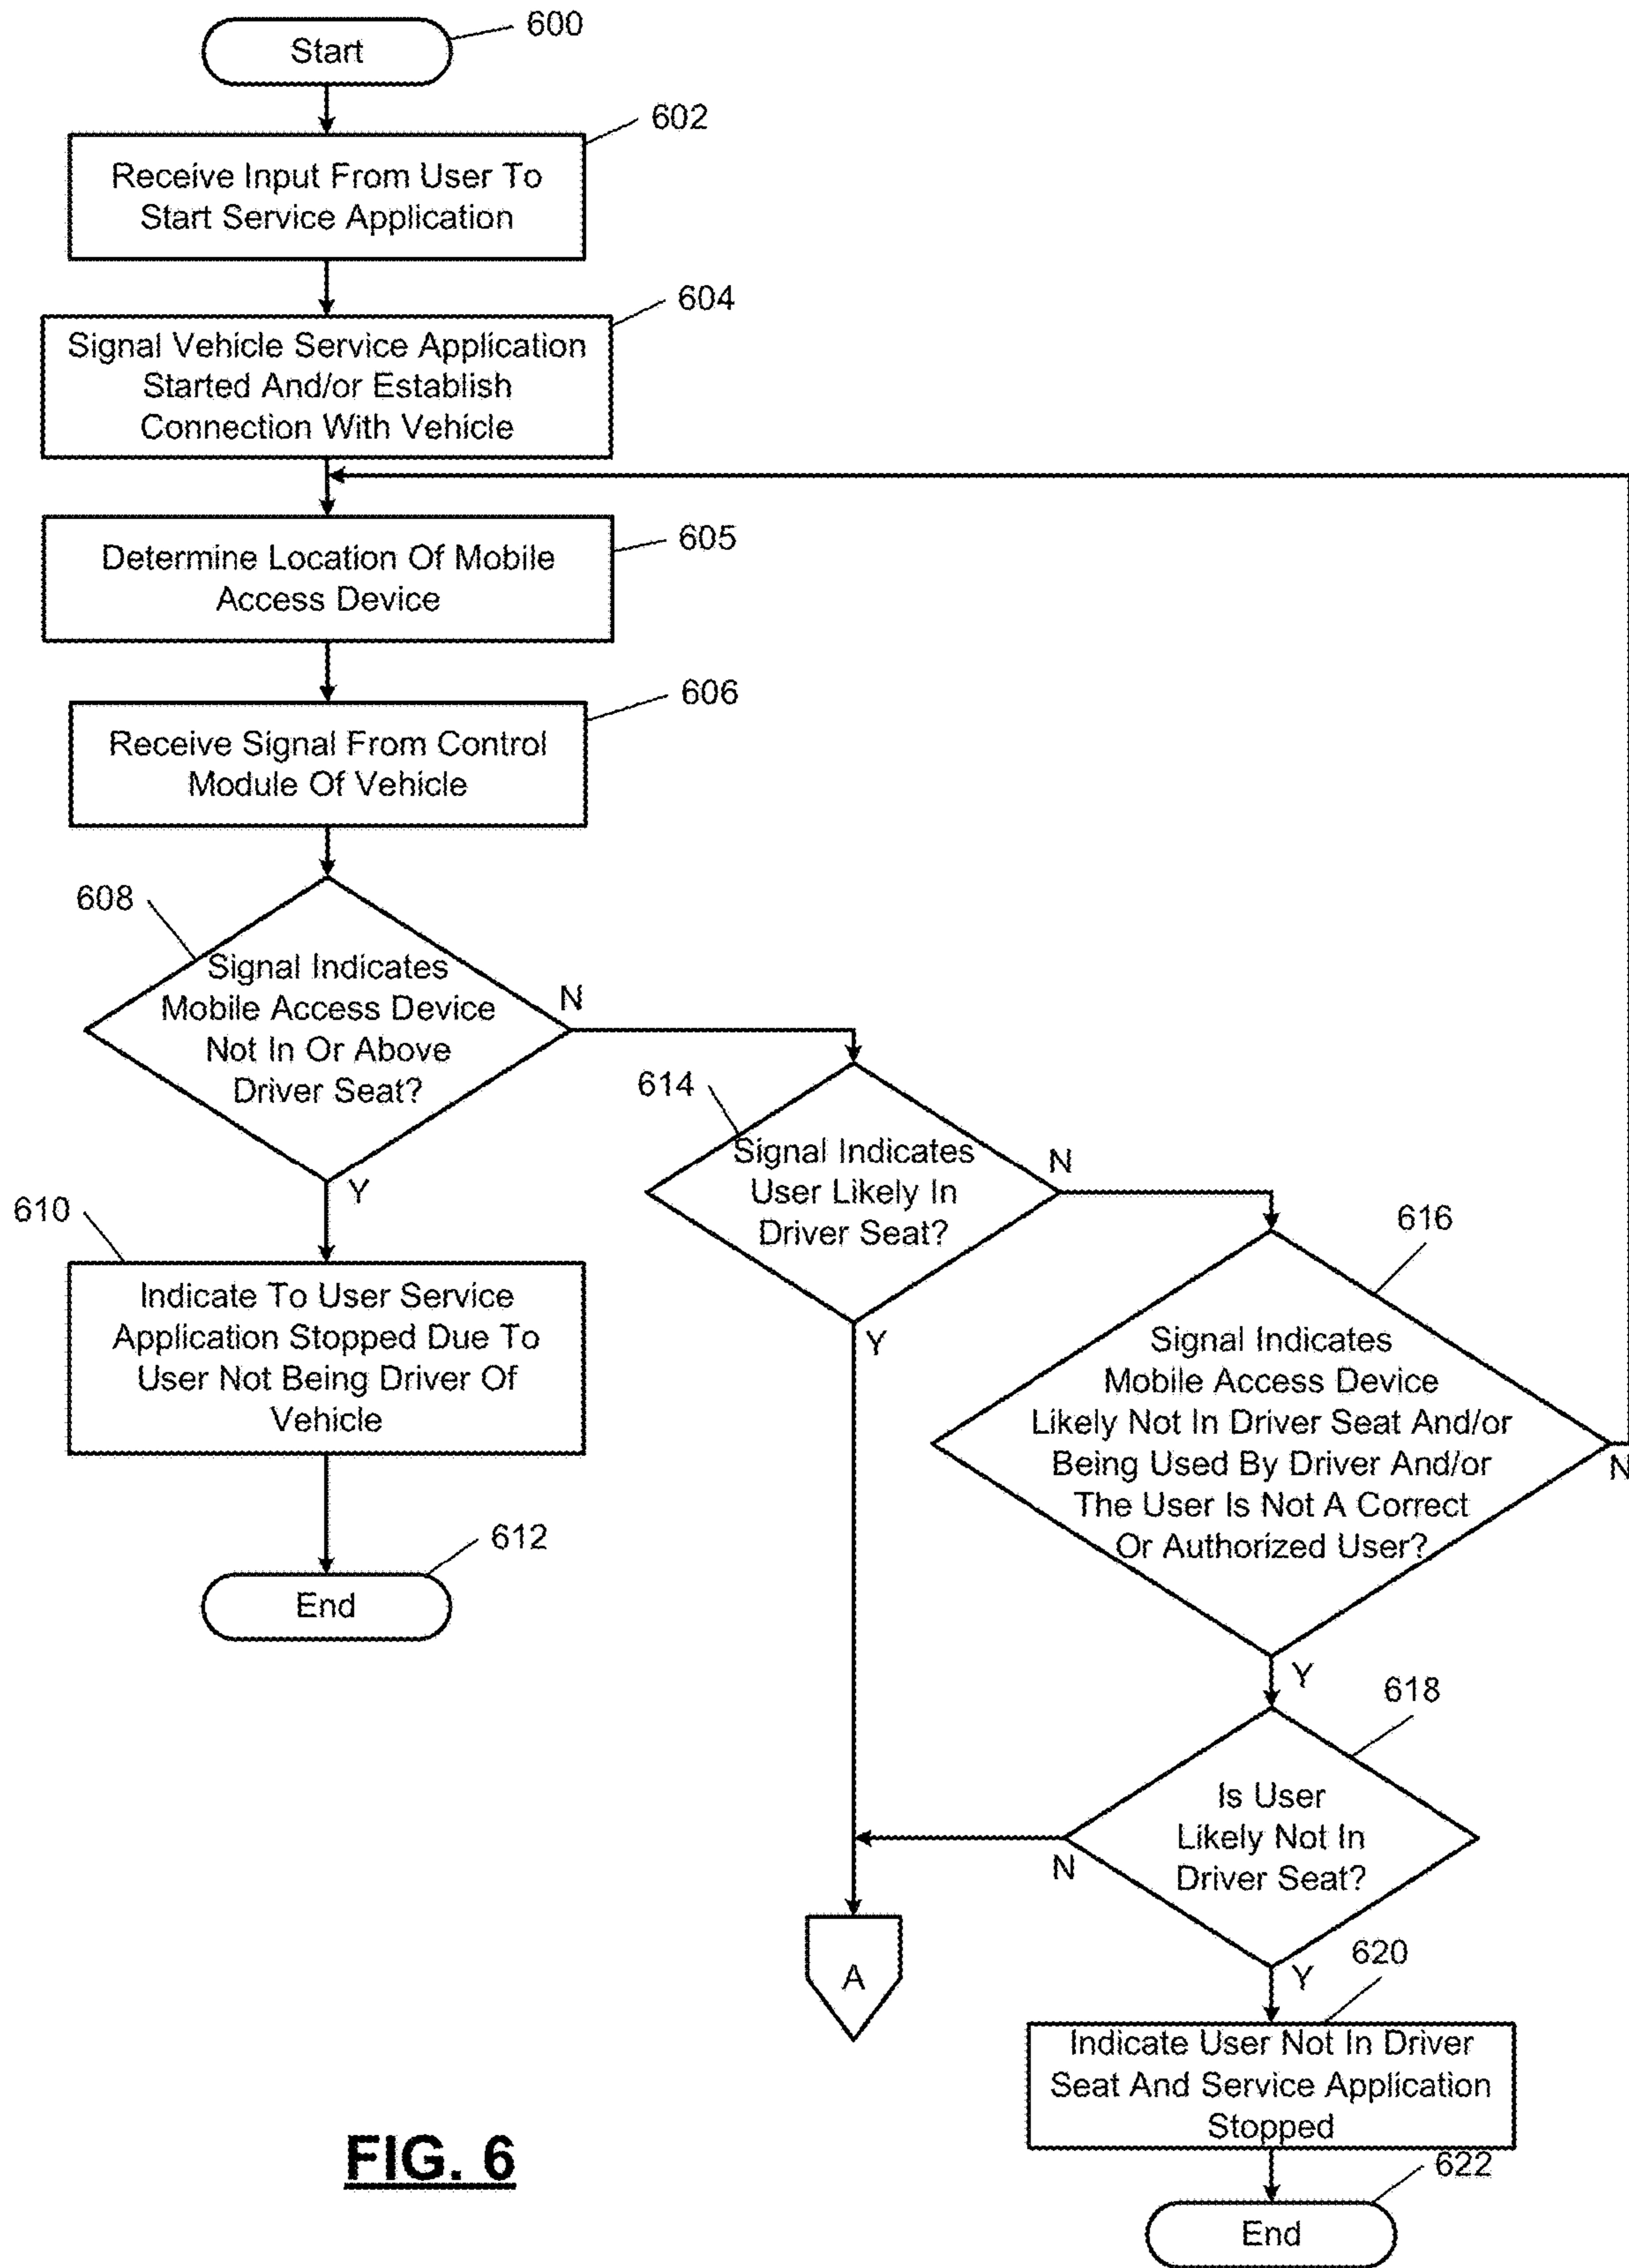 Start
600
602
Receive Input From User To
Start Service Application
604
Signal Vehicle Service Application
Started And/or Establish
Connection With Vehicle
605
Determine Location Of Mobile
Access Device
606
Receive Signal From Control
Module Of Vehicle
608
Signal Indicates
Mobile Access Device
Not In Or Above
Driver Seat?
N
Y
610
Indicate To User Service
Application Stopped Due To
User Not Being Driver Of
Vehicle
612
End
614
Signal Indicates
User Likely In
Driver Seat?
N
Y
616
Signal Indicates
Mobile Access Device
Likely Not In Driver Seat And/or
Being Used By Driver And/or
The User Is Not A Correct
Or Authorized User?
N
Y
618
Is User
Likely Not In
Driver Seat?
N
Y
A
620
Indicate User Not In Driver
Seat And Service Application
Stopped
622
End
FIG. 6